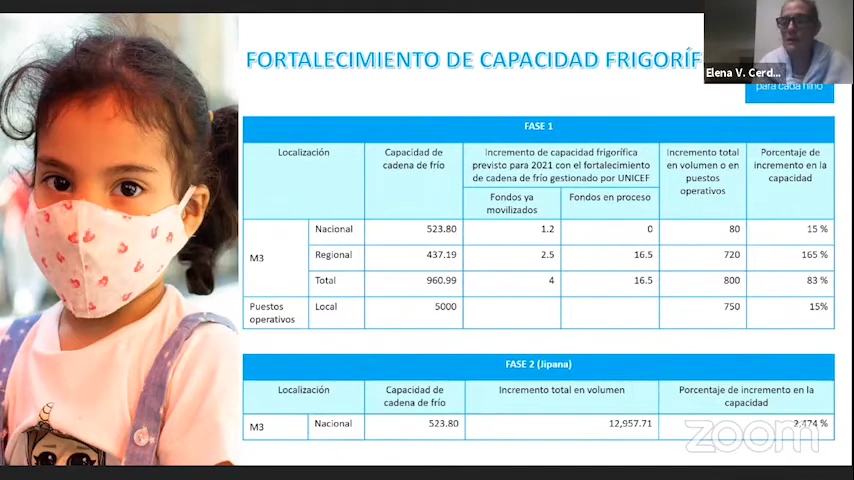 FORTALECIMIENTO DE CAPACIDAD FRIGORÍF
Elena V. Cerd...
para cada niño
FASE 1
Localización
Capacidad de
cadena de frío
Incremento de capacidad frigorífica
previsto para 2021 con el fortalecimiento
de cadena de frío gestionado por UNICEF
Incremento total
en volumen o en
puestos
operativos
Porcentaje de
incremento en la
capacidad
Fondos ya
movilizados
Fondos en proceso
M3
Nacional 523.80 1.2 0 80 15 %
Regional 437.19 2.5 16.5 720 165 %
Total 960.99 4 16.5 800 83 %
Puestos
operativos
Local 5000 750 15%
FASE 2 (Jipana)
Localización
Capacidad de
cadena de frío
Incremento total en volumen
Porcentaje de incremento en la
capacidad
M3 Nacional 523.80 12,957.71 2,474 %
zoom